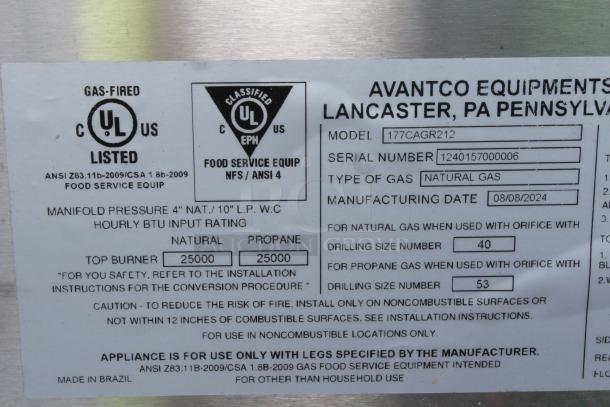 GAS-FIRED
C UL US
LISTED
ANSI Z83.11b-2009/CSA 1.8b-2009
FOOD SERVICE EQUIP
CLASSIFIED
C UL US
EPH
FOOD SERVICE EQUIP
NFS / ANSI 4
MANIFOLD PRESSURE 4" NAT./ 10" L.P. W.C
HOURLY BTU INPUT RATING
NATURAL PROPANE
TOP BURNER 25000 25000
"FOR YOU SAFETY, REFER TO THE INSTALLATION
INSTRUCTIONS FOR THE CONVERSION PROCEDURE "
AVANTCO EQUIPMENTS
LANCASTER, PA PENNSYLVA
MODEL 177CAGR212
SERIAL NUMBER 1240157000006
TYPE OF GAS NATURAL GAS
MANUFACTURING DATE 08/08/2024
FOR NATURAL GAS WHEN USED WITH ORIFICE WITH
DRILLING SIZE NUMBER 40
FOR PROPANE GAS WHEN USED WITH ORIFICE WITH
DRILLING SIZE NUMBER 53
CAUTION - TO REDUCE THE RISK OF FIRE, INSTALL ONLY ON NONCOMBUSTIBLE SURFACES OR
NOT WITHIN 12 INCHES OF COMBUSTIBLE SURFACES. SEE INSTALLATION INSTRUCTIONS.
FOR USE IN NONCOMBUSTIBLE LOCATIONS ONLY.
APPLIANCE IS FOR USE ONLY WITH LEGS SPECIFIED BY THE MANUFACTURER.
ANSI Z83.11B-2009/CSA 1.8B-2009 GAS FOOD SERVICE EQUIPMENT INTENDED
FOR OTHER THAN HOUSEHOLD USE
MADE IN BRAZIL